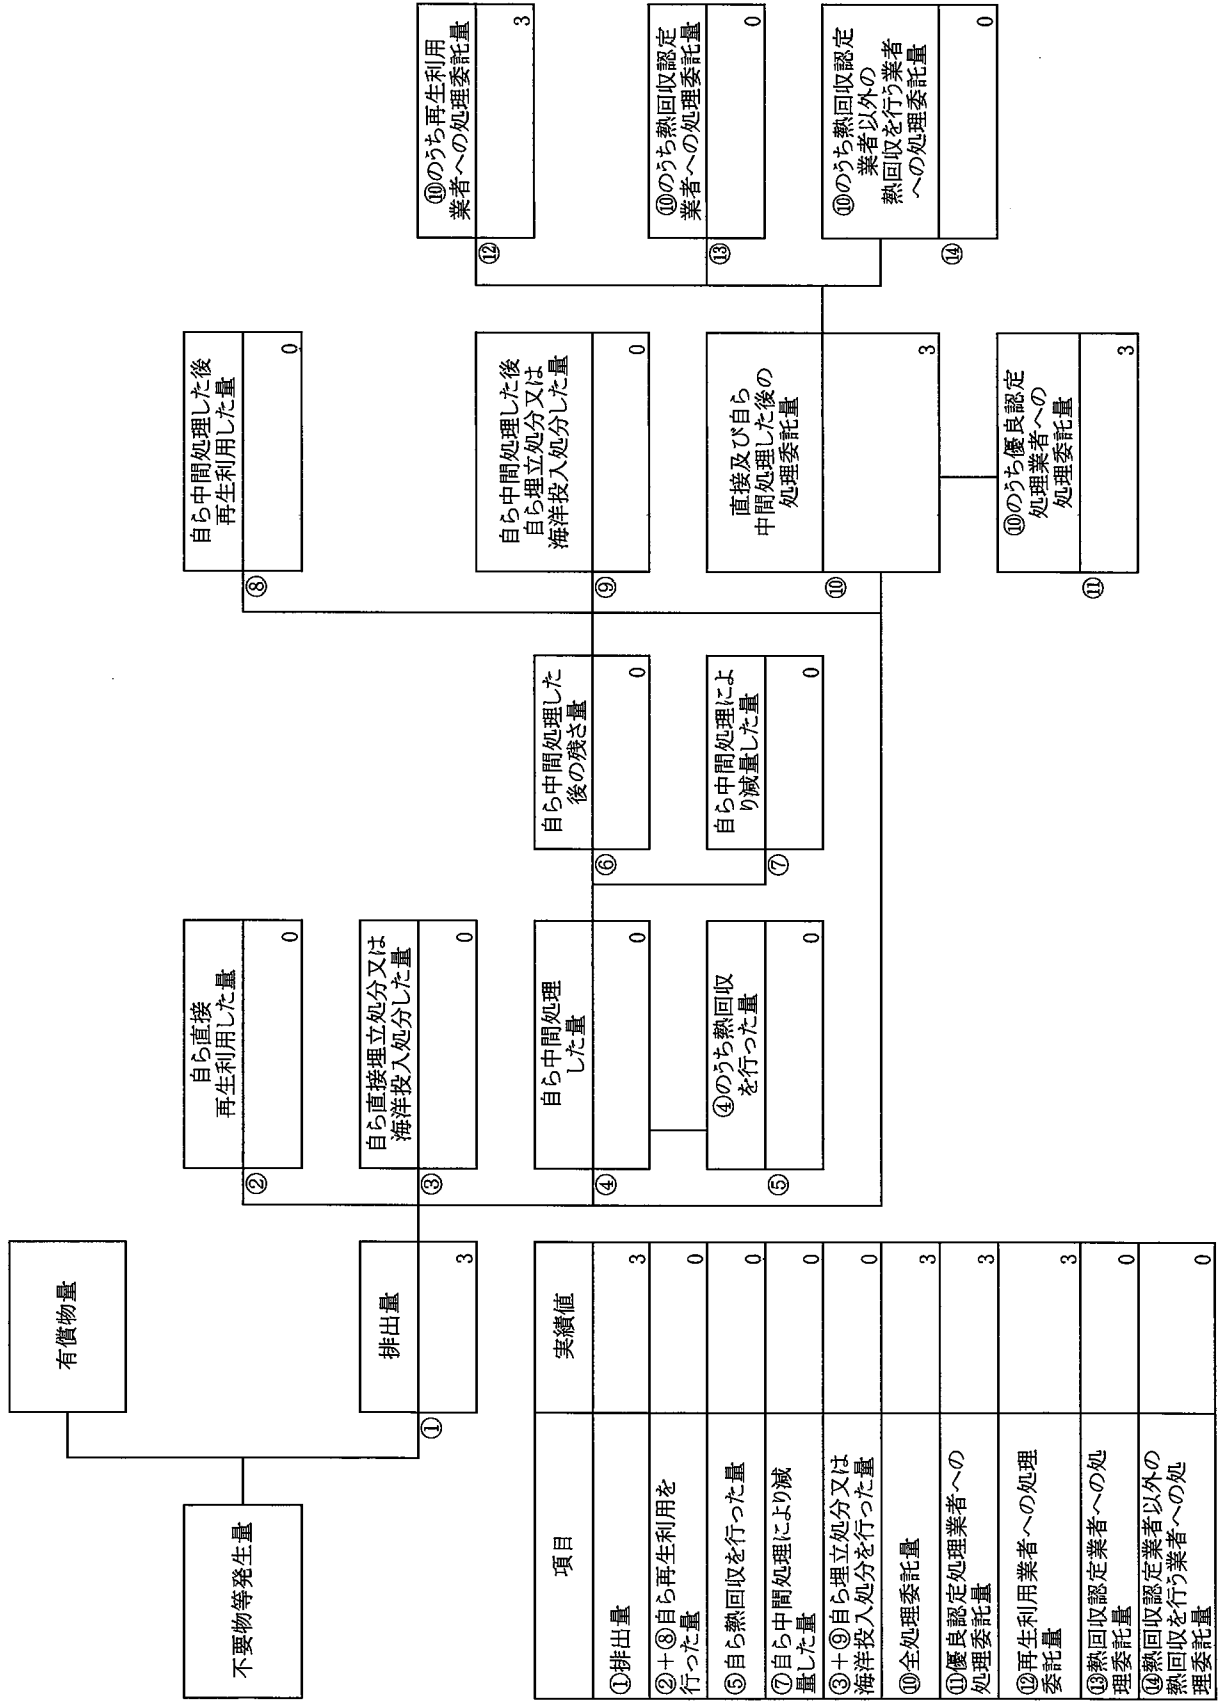 不要物等発生量
有償物量
排出量
①
3
自ら直接
再生利用した量
②
0
自ら直接埋立処分又は
海洋投入処分した量
③
0
自ら中間処理
した量
④
0
④のうち熱回収
を行った量
⑤
0
自ら中間処理した
後の残さ量
⑥
0
自ら中間処理によ
り減量した量
⑦
0
自ら中間処理した後
再生利用した量
⑧
0
自ら中間処理した後
自ら埋立処分又は
海洋投入処分した量
⑨
0
直接及び自ら
中間処理した後の
処理委託量
⑩
3
⑩のうち優良認定
処理業者への
処理委託量
⑪
3
⑩のうち再生利用
業者への処理委託量
⑫
3
⑩のうち熱回収認定
業者への処理委託量
⑬
0
⑩のうち熱回収認定
業者以外の
熱回収を行う業者
への処理委託量
⑭
0
項目 実績値
①排出量 3
②+⑧自ら再生利用を
行った量 0
⑤自ら熱回収を行った量 0
⑦自ら中間処理により減
量した量 0
③+⑨自ら埋立処分又は
海洋投入処分を行った量 0
⑩全処理委託量 3
⑪優良認定処理業者への
処理委託量 3
⑫再生利用業者への処理
委託量 3
⑬熱回収認定業者への処
理委託量 0
⑭熱回収認定業者以外の
熱回収を行う業者への処
理委託量 0